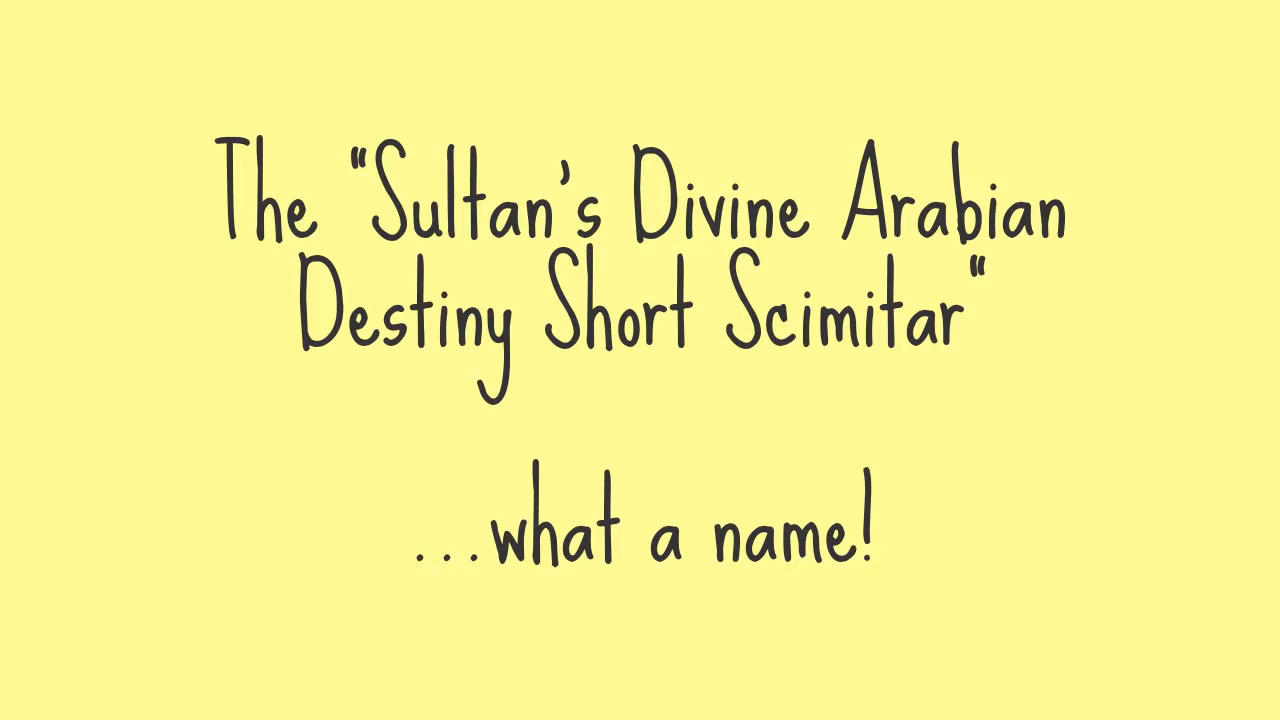 The “Sultan's Divine Arabian
Destiny Short Scimitar“
...what a name!